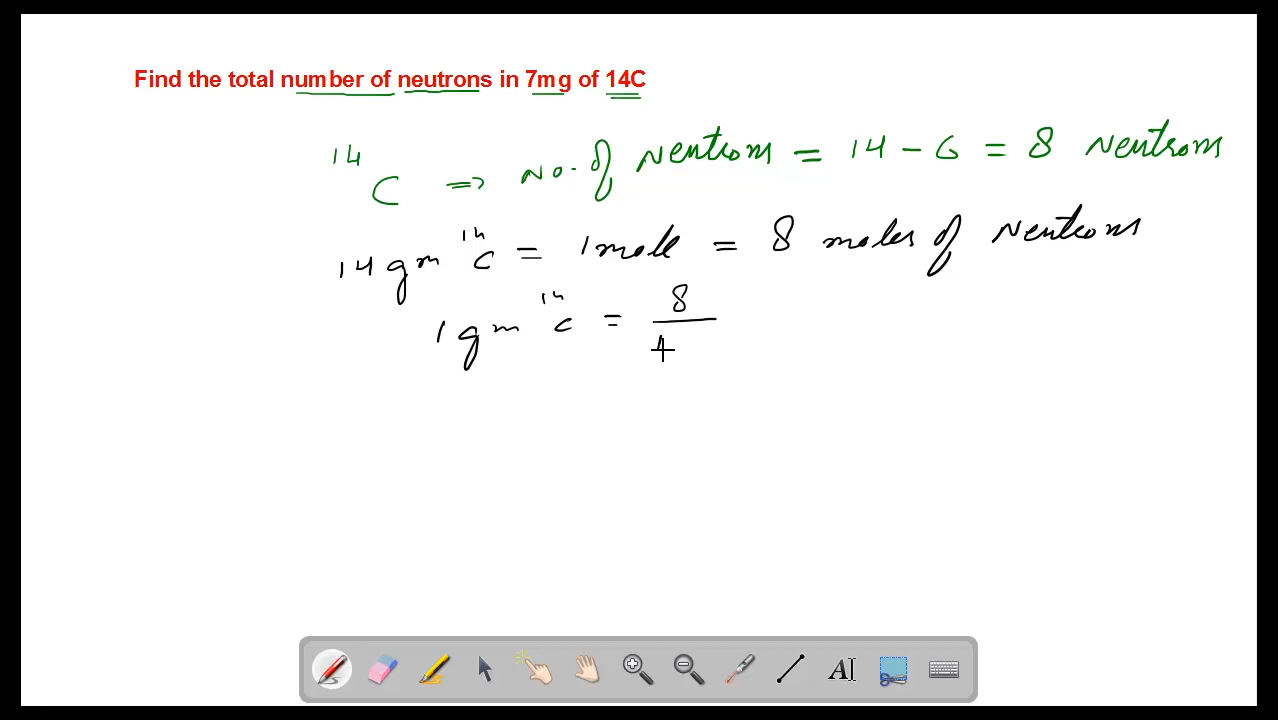 Find the total number of neutrons in 7mg of 14C
¹⁴C ⇒ No. of Neutrons = 14 - 6 = 8 Neutrons
14 gm ¹⁴C = 1 mole = 8 moles of Neutrons
1 gm ¹⁴C = 8/4
A